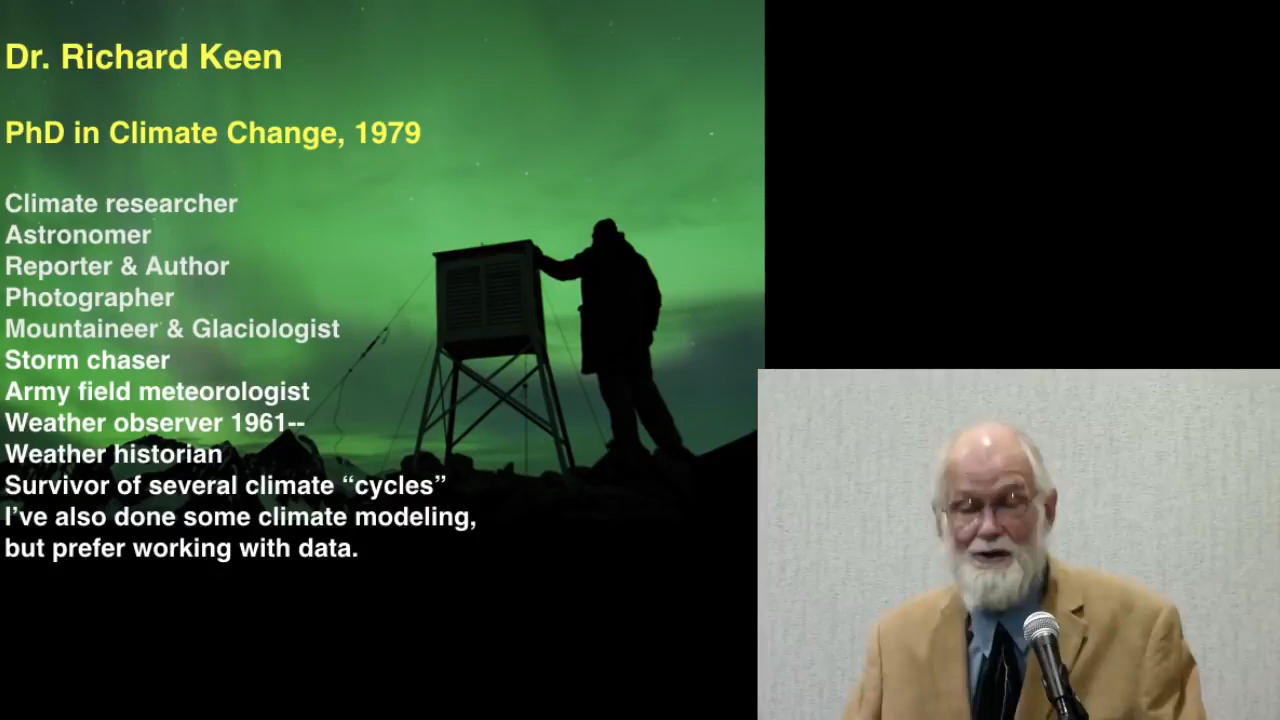 Dr. Richard Keen
PhD in Climate Change, 1979
Climate researcher
Astronomer
Reporter & Author
Photographer
Mountaineer & Glaciologist
Storm chaser
Army field meteorologist
Weather observer 1961--
Weather historian
Survivor of several climate “cycles”
I’ve also done some climate modeling,
but prefer working with data.